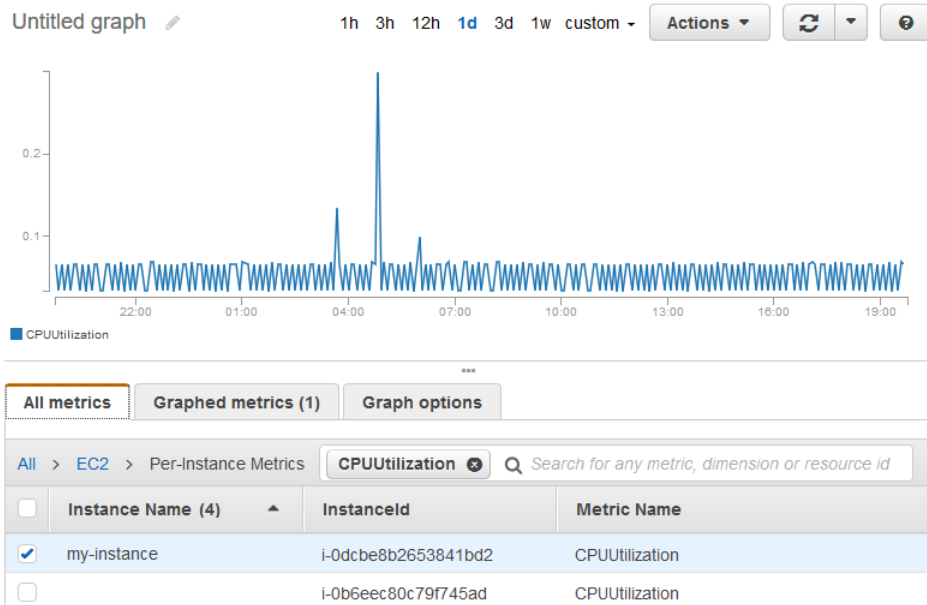 Untitled graph 1h 3h 12h 1d 3d 1w custom Actions
0.2
0.1
22:00 01:00 04:00 07:00 10:00 13:00 16:00 19:00
CPUUtilization
All metrics Graphed metrics (1) Graph options
All > EC2 > Per-Instance Metrics CPUUtilization Search for any metric, dimension or resource id
Instance Name (4) InstanceId Metric Name
my-instance i-0dcbe8b2653841bd2 CPUUtilization
i-0b6eec80c79f745ad CPUUtilization